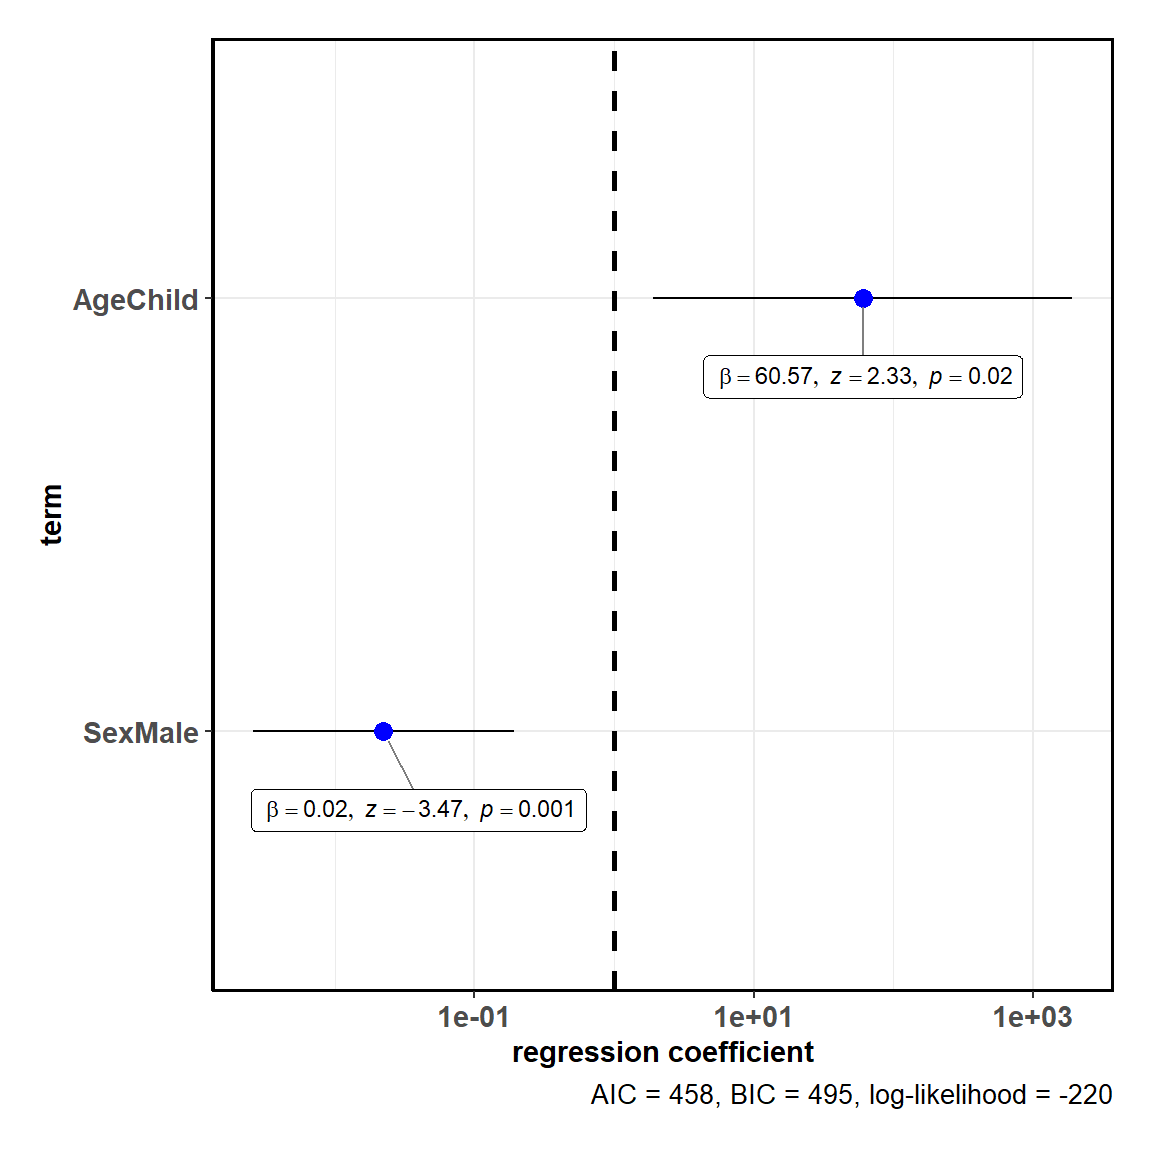 AgeChild
β = 60.57, z = 2.33, p = 0.02
term
SexMale
β = 0.02, z = −3.47, p = 0.001
1e-01 1e+01 1e+03
regression coefficient
AIC = 458, BIC = 495, log-likelihood = -220